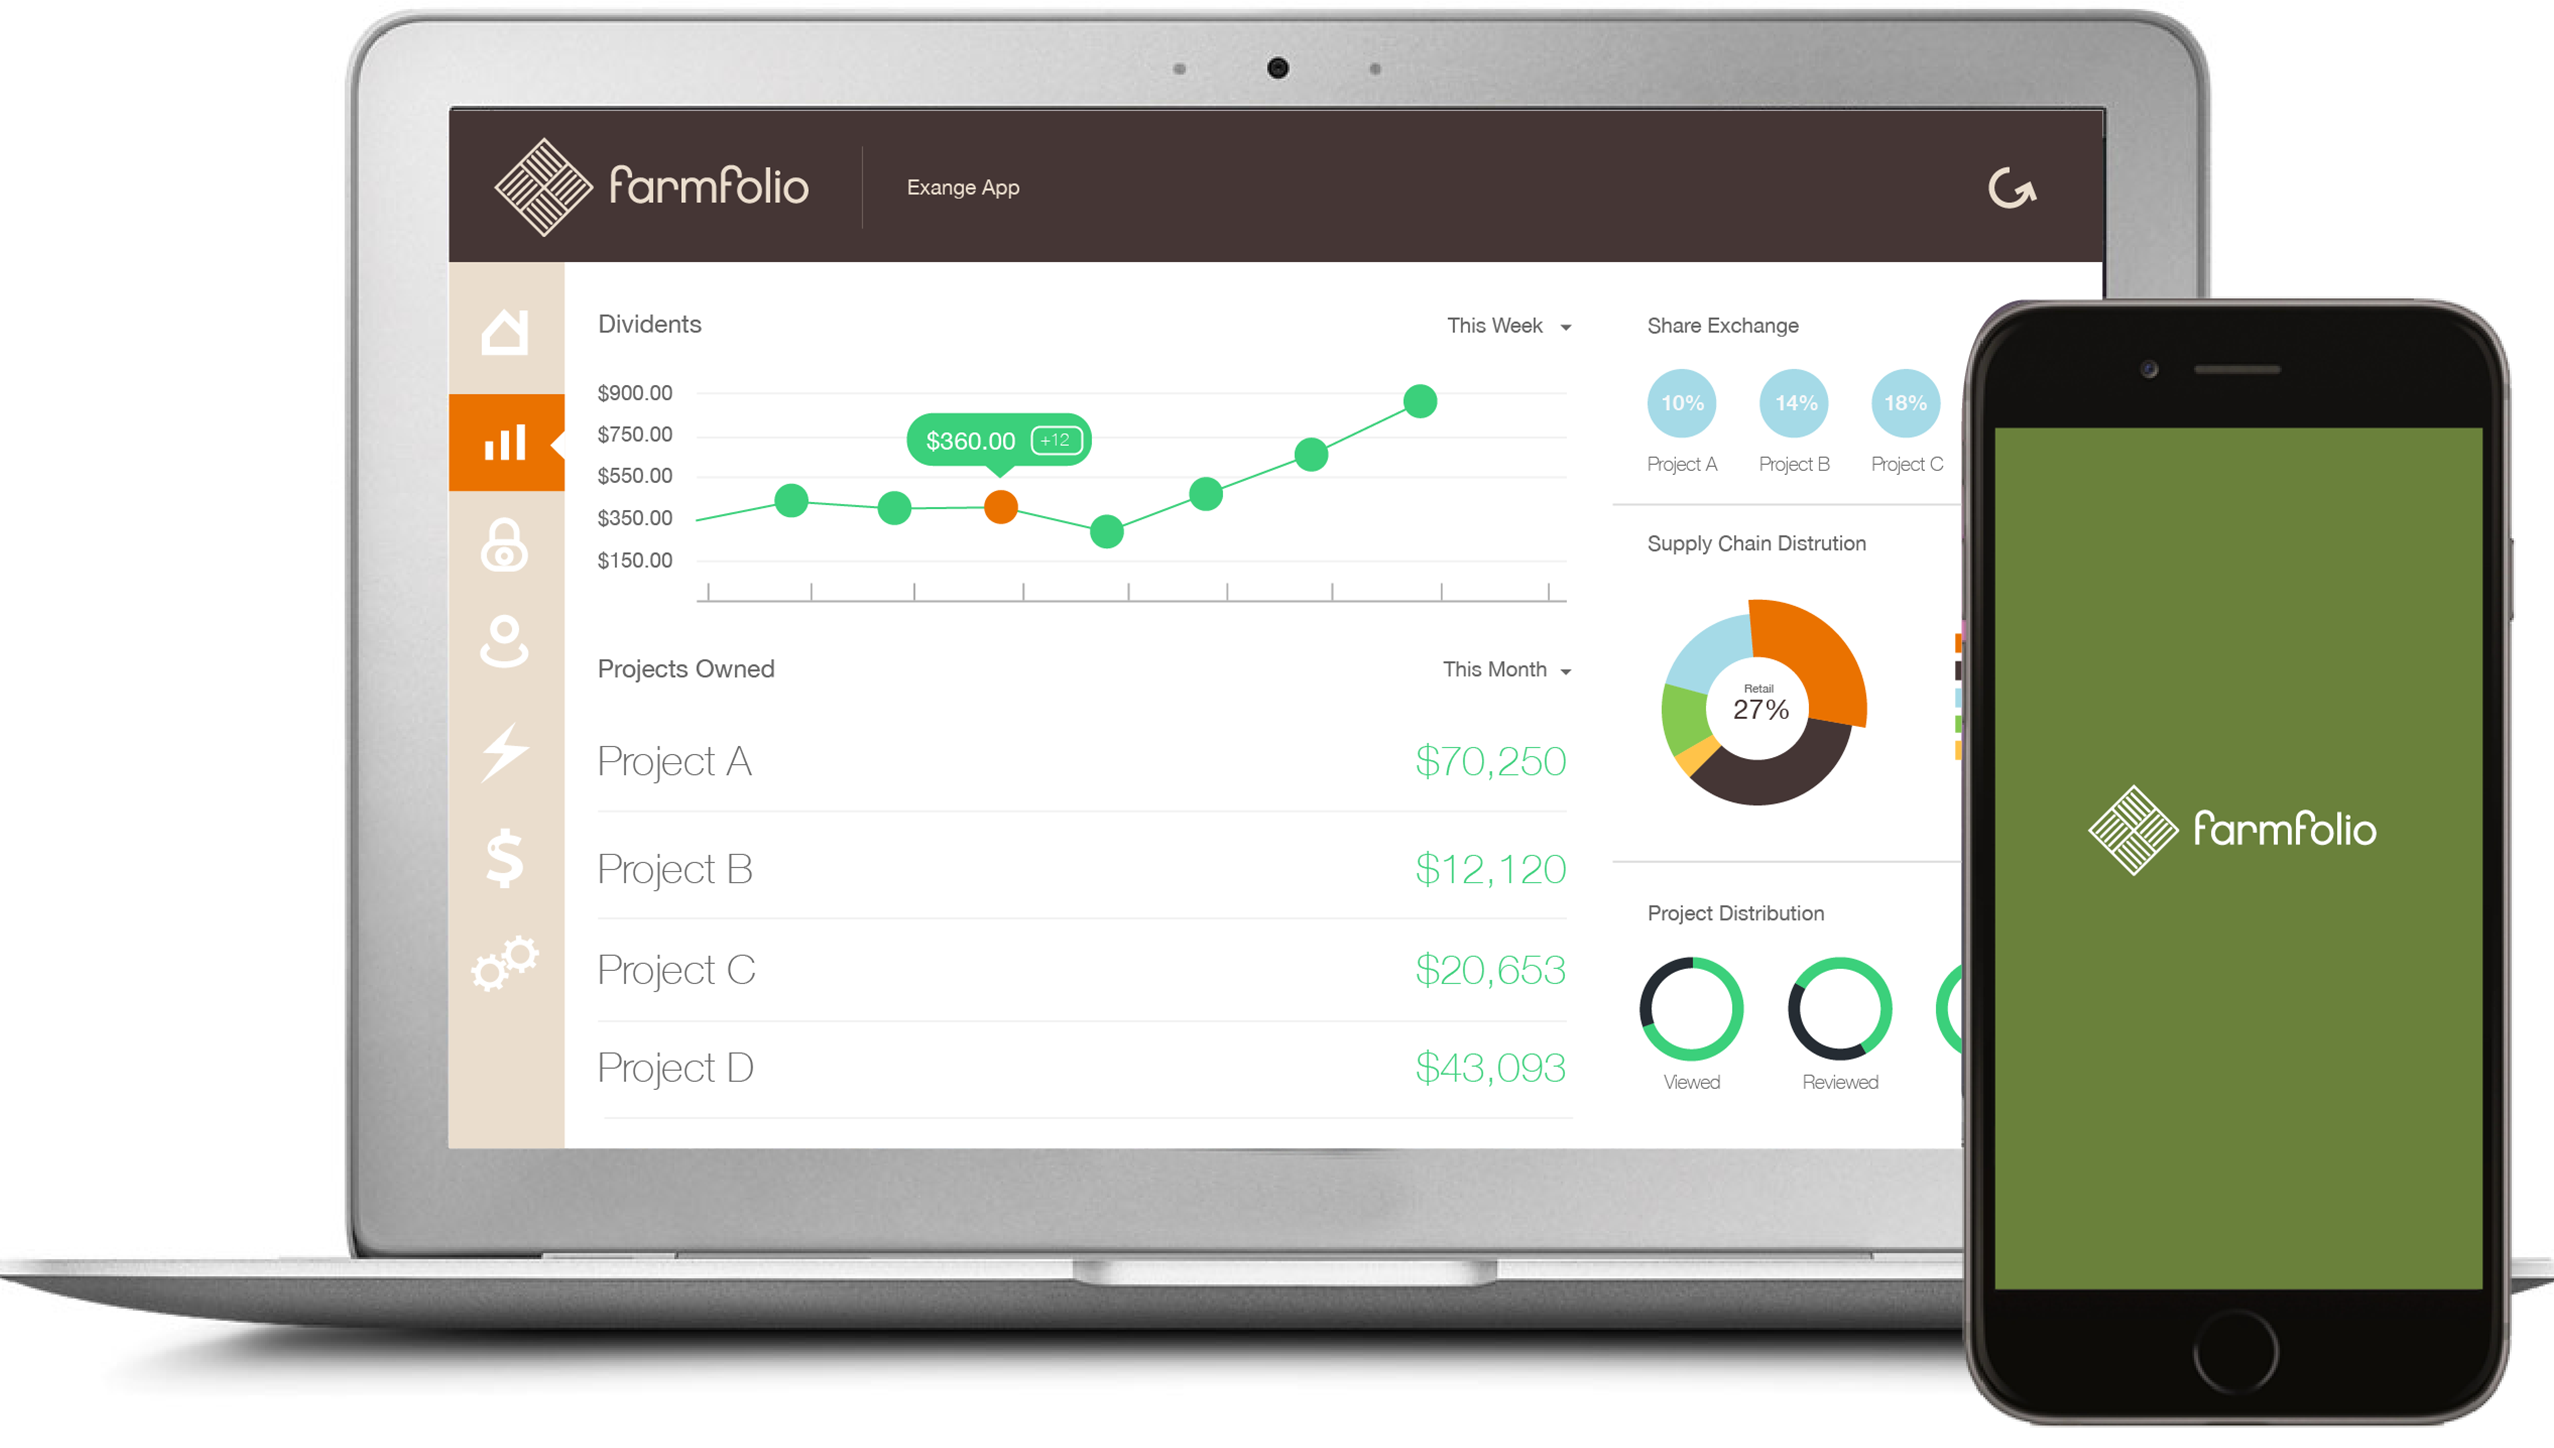 farmfolio
Exange App
Dividents
This Week
$900.00
$750.00
$550.00
$350.00
$150.00
$360.00 +12
Projects Owned
This Month
Project A
$70,250
Project B
$12,120
Project C
$20,653
Project D
$43,093
Share Exchange
10%
14%
18%
Project A
Project B
Project C
Supply Chain Distrution
Retail
27%
Project Distribution
Viewed
Reviewed
farmfolio